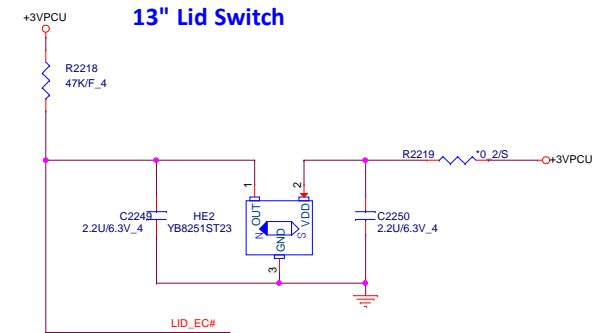 13" Lid Switch
+3VPCU
R2218
47K/F_4
R2219
*0_2/S
+3VPCU
1
2
OUT
VDD
C2249
2.2U/6.3V_4
HE2
YB8251ST23
N
S
GND
C2250
2.2U/6.3V_4
3
LID_EC#